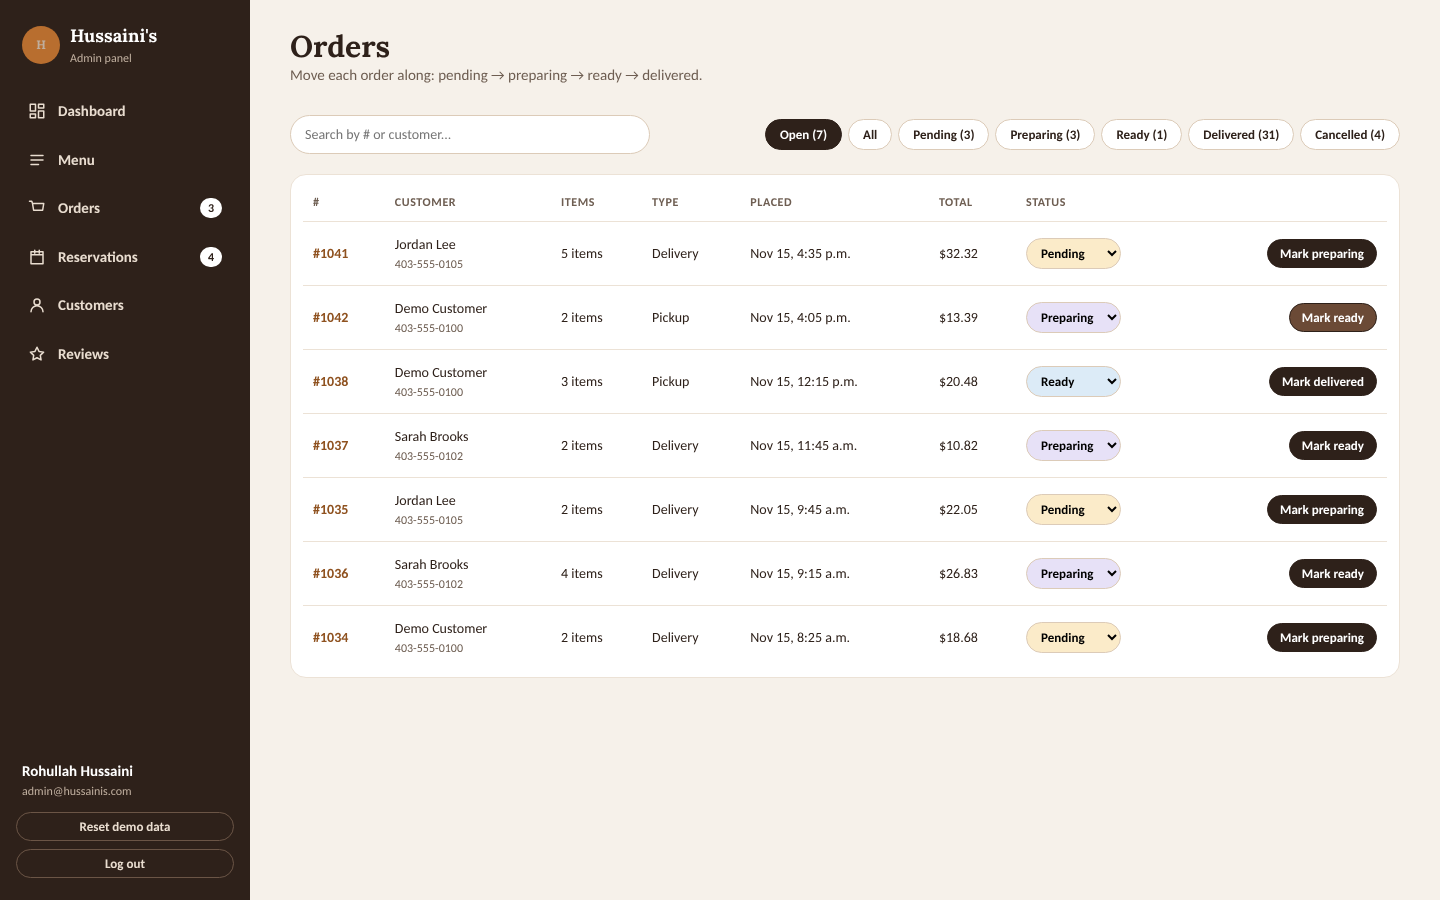 H
Hussaini's
Admin panel
Dashboard
Menu
Orders 3
Reservations 4
Customers
Reviews
Rohullah Hussaini
admin@hussainis.com
Reset demo data
Log out
Orders
Move each order along: pending → preparing → ready → delivered.
Search by # or customer...
Open (7) All Pending (3) Preparing (3) Ready (1) Delivered (31) Cancelled (4)
# CUSTOMER ITEMS TYPE PLACED TOTAL STATUS
#1041 Jordan Lee 5 items Delivery Nov 15, 4:35 p.m. $32.32 Pending Mark preparing
403-555-0105
#1042 Demo Customer 2 items Pickup Nov 15, 4:05 p.m. $13.39 Preparing Mark ready
403-555-0100
#1038 Demo Customer 3 items Pickup Nov 15, 12:15 p.m. $20.48 Ready Mark delivered
403-555-0100
#1037 Sarah Brooks 2 items Delivery Nov 15, 11:45 a.m. $10.82 Preparing Mark ready
403-555-0102
#1035 Jordan Lee 2 items Delivery Nov 15, 9:45 a.m. $22.05 Pending Mark preparing
403-555-0105
#1036 Sarah Brooks 4 items Delivery Nov 15, 9:15 a.m. $26.83 Preparing Mark ready
403-555-0102
#1034 Demo Customer 2 items Delivery Nov 15, 8:25 a.m. $18.68 Pending Mark preparing
403-555-0100